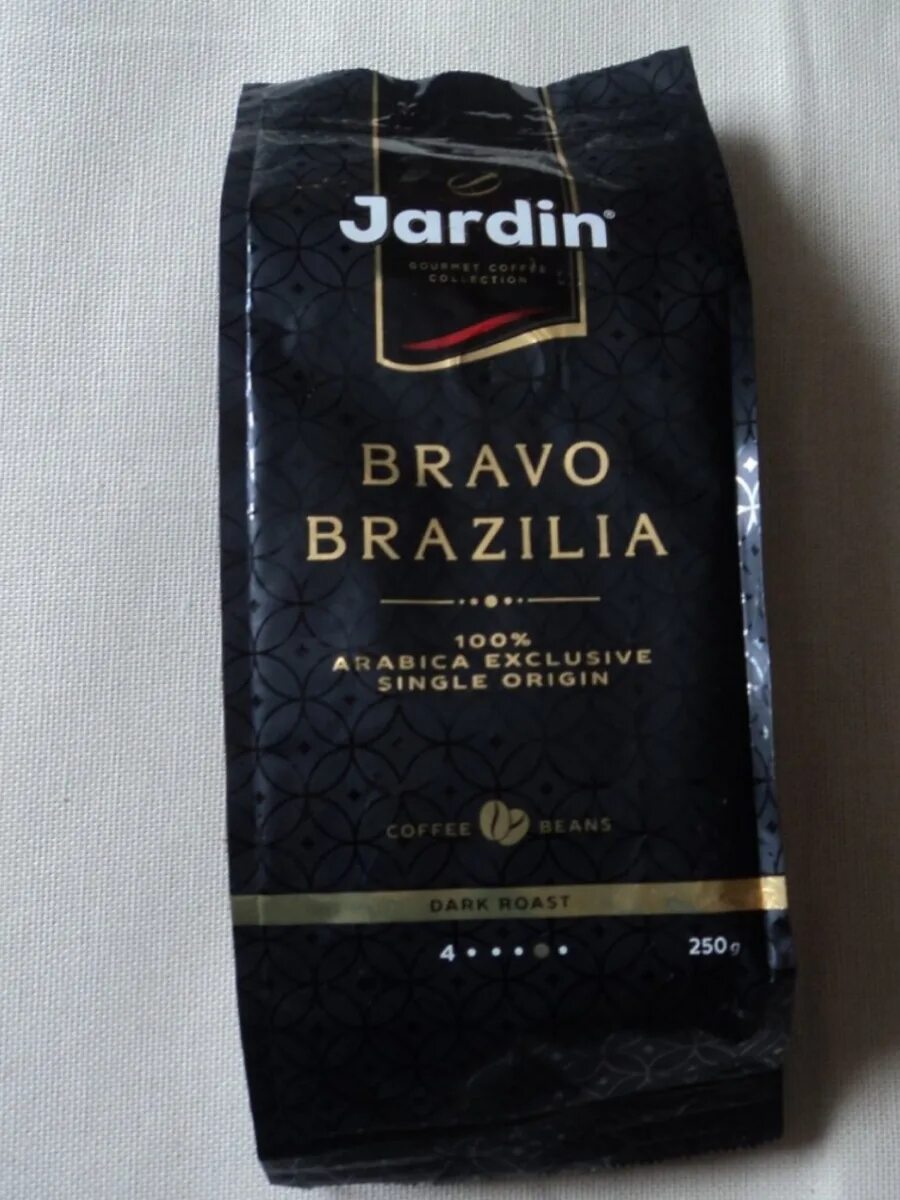 Jardin®
GOURMET COFFEE
COLLECTION
BRAVO
BRAZILIA
100%
ARABICA EXCLUSIVE
SINGLE ORIGIN
COFFEE BEANS
DARK ROAST
4 250g